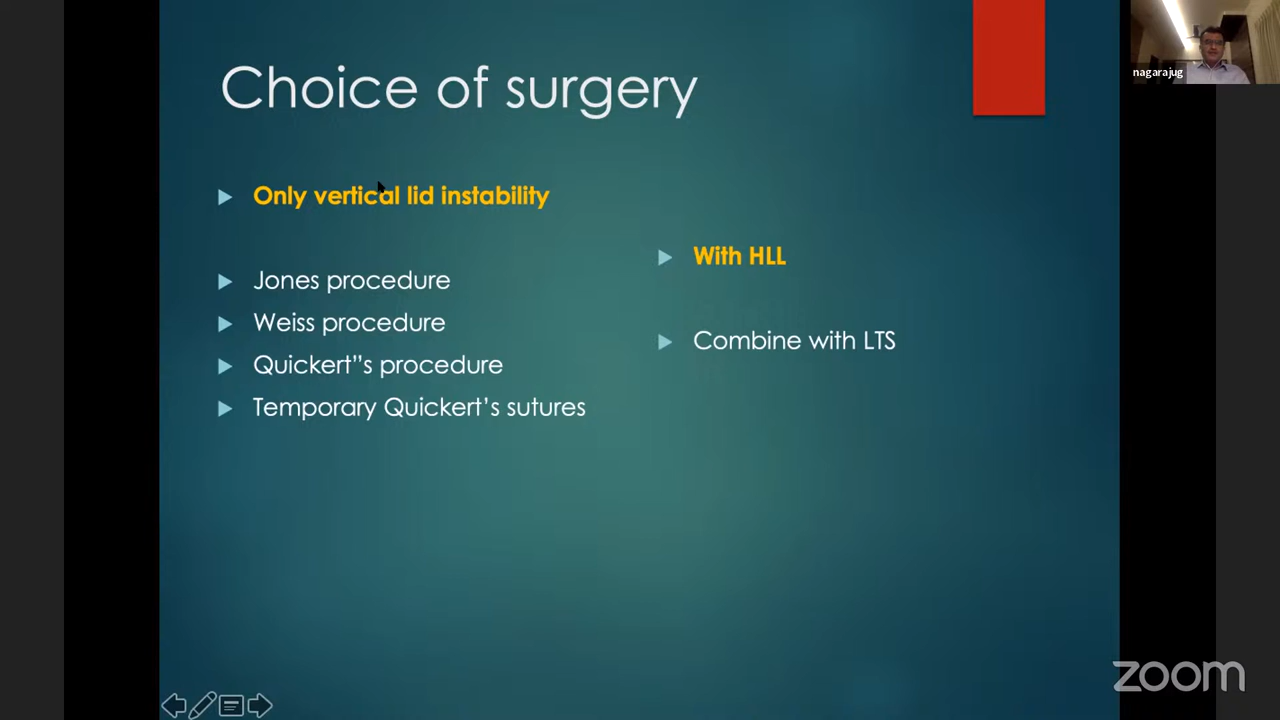 Choice of surgery
nagarajug
Only vertical lid instability
Jones procedure
Weiss procedure
Quickert”s procedure
Temporary Quickert’s sutures
With HLL
Combine with LTS
zoom